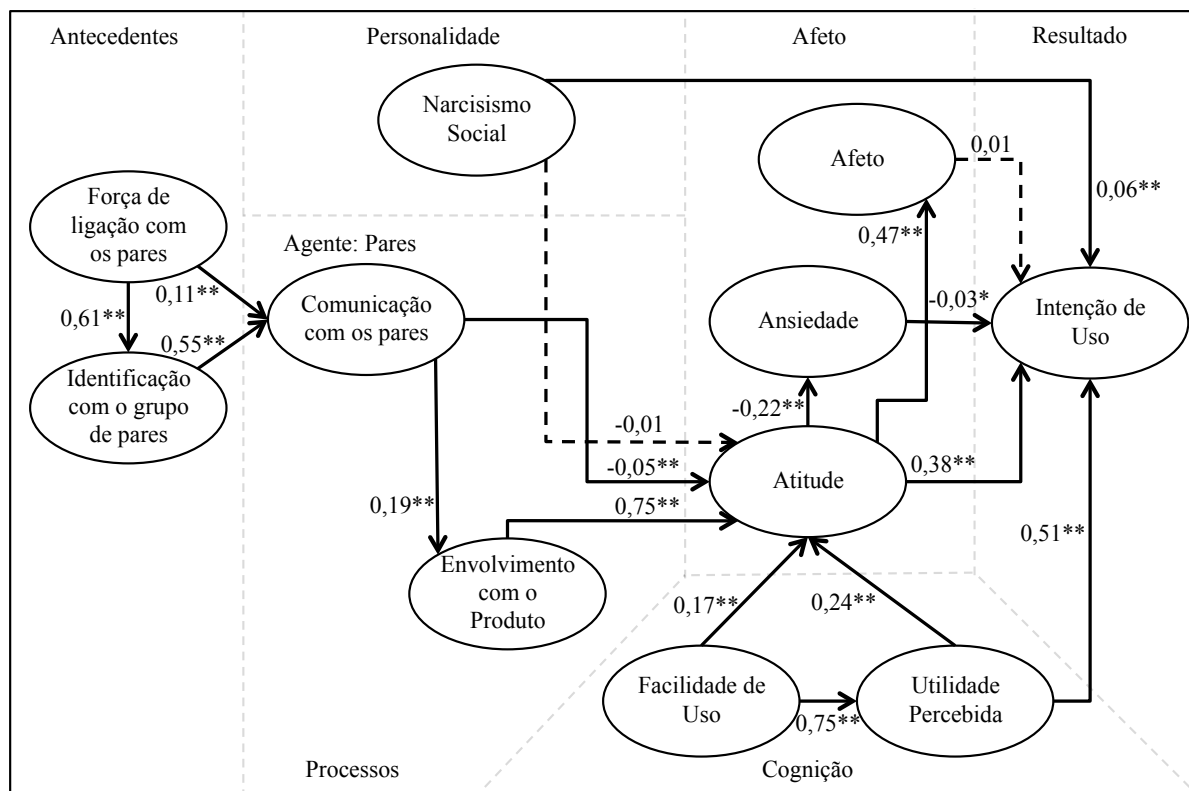 Antecedentes
Personalidade
Afeto
Resultado
Narcisismo
Social
Afeto
0,01
0,06**
Força de
ligação com
os pares
0,47**
Agente: Pares
0,11**
0,61**
0,55**
Comunicação
com os pares
Ansiedade
-0,03*
Intenção de
Uso
Identificação
com o grupo
de pares
-0,22**
-0,01
-0,05**
Atitude
0,38**
0,19**
0,75**
0,51**
Envolvimento
com o
Produto
0,17**
0,24**
Facilidade de
Uso
0,75**
Utilidade
Percebida
Processos
Cognição